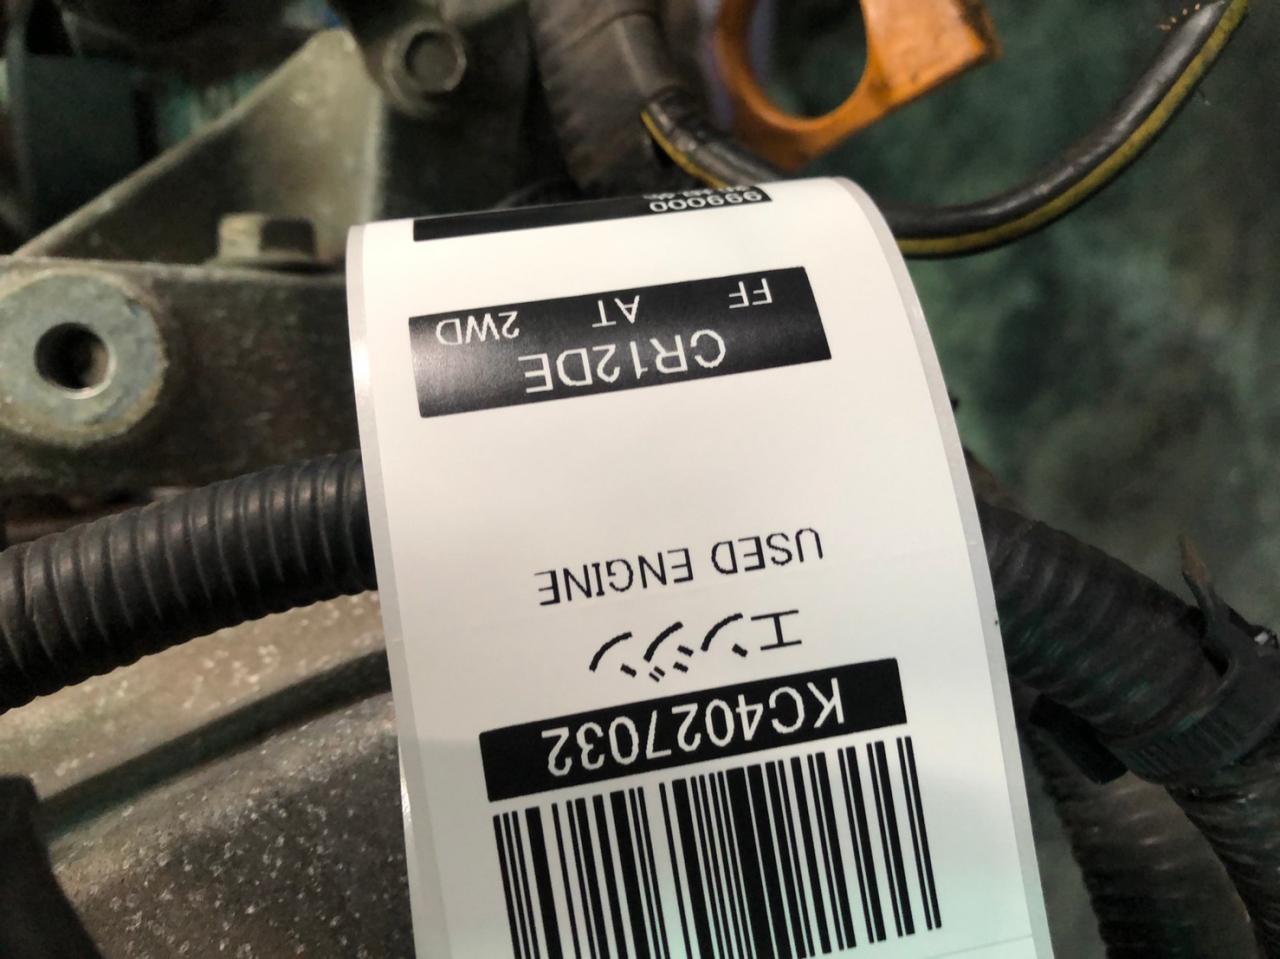 KC4027032
エンジン
USED ENGINE
CR12DE
FF AT 2WD
999000